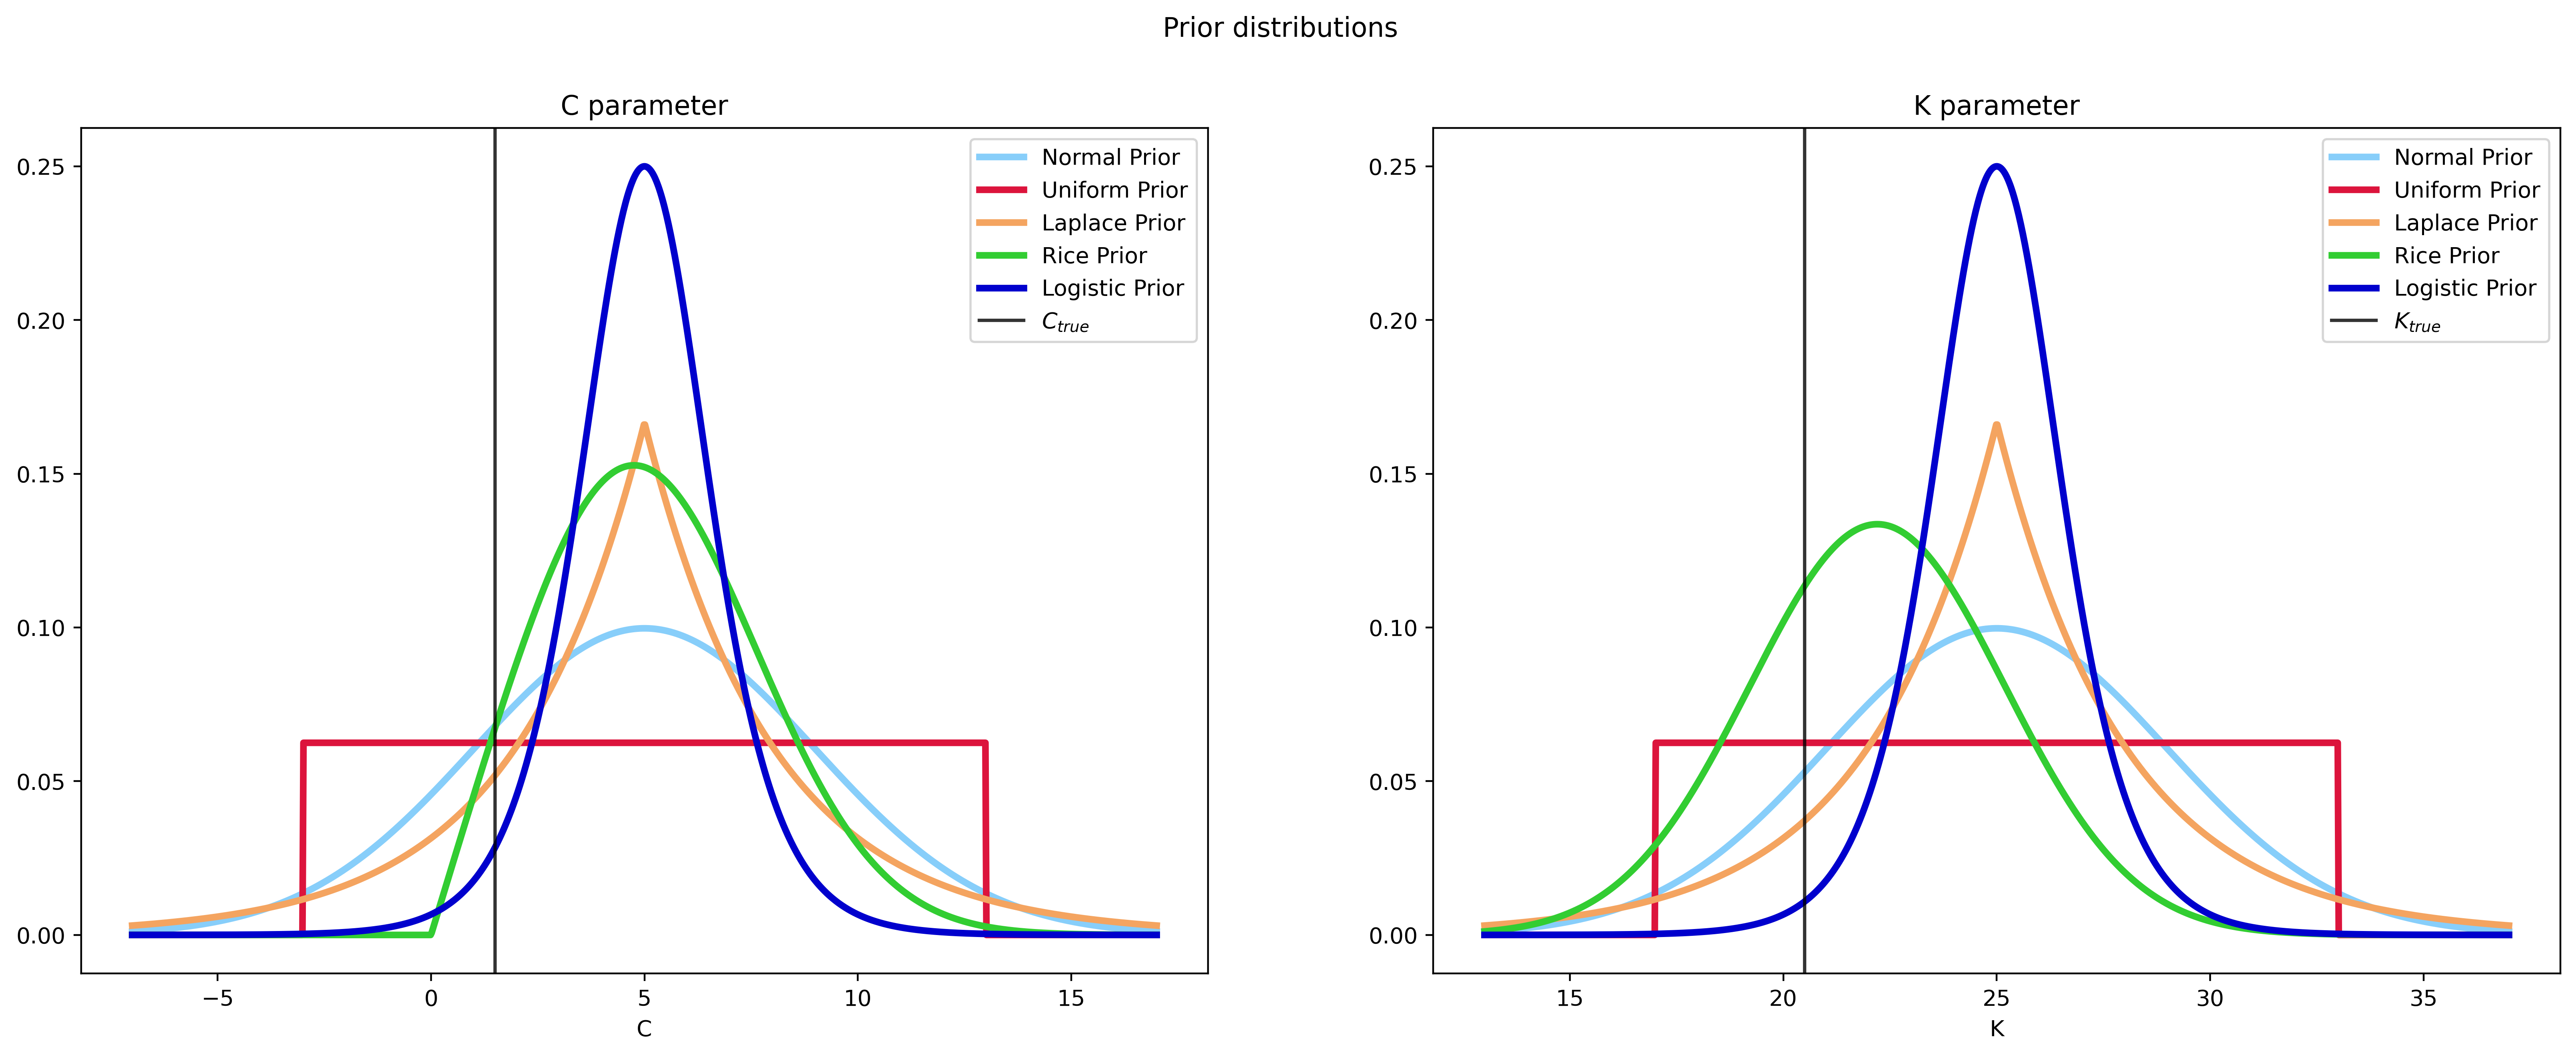 Prior distributions
C parameter
0.25
0.20
0.15
0.10
0.05
0.00
−5
0
5
10
15
C
Normal Prior
Uniform Prior
Laplace Prior
Rice Prior
Logistic Prior
C_true
K parameter
0.25
0.20
0.15
0.10
0.05
0.00
15
20
25
30
35
K
Normal Prior
Uniform Prior
Laplace Prior
Rice Prior
Logistic Prior
K_true